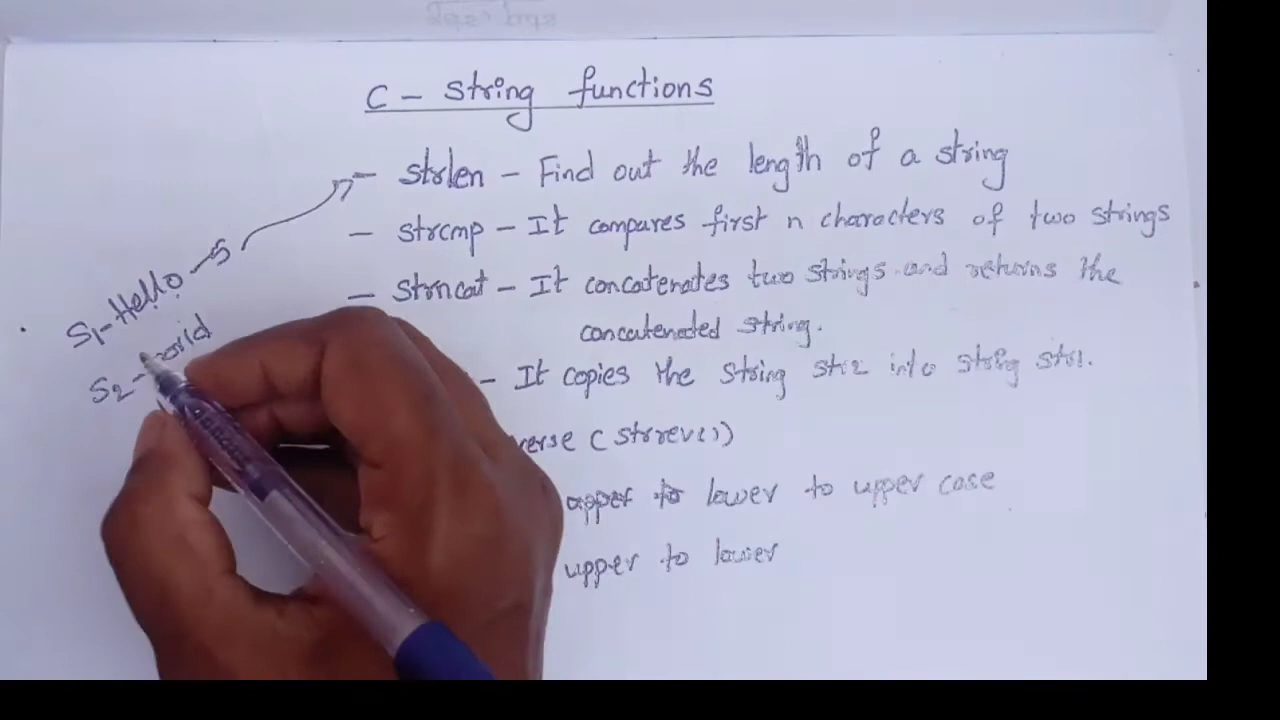 C - String functions
- strlen - Find out the length of a string
- strcmp - It compares first n characters of two strings
- strncat - It concatenates two strings and returns the
concatenated string.
- It copies the string str2 into string str1.
verse (strrev())
upper to lower to upper case
upper to lower
S1 - Hello - 5
S2 - world